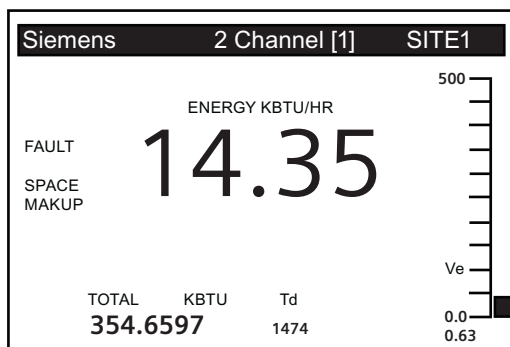 Siemens 2 Channel [1] SITE1
500
ENERGY KBTU/HR
FAULT
14.35
SPACE
MAKUP
Ve
TOTAL KBTU Td
354.6597 1474
0.0
0.63